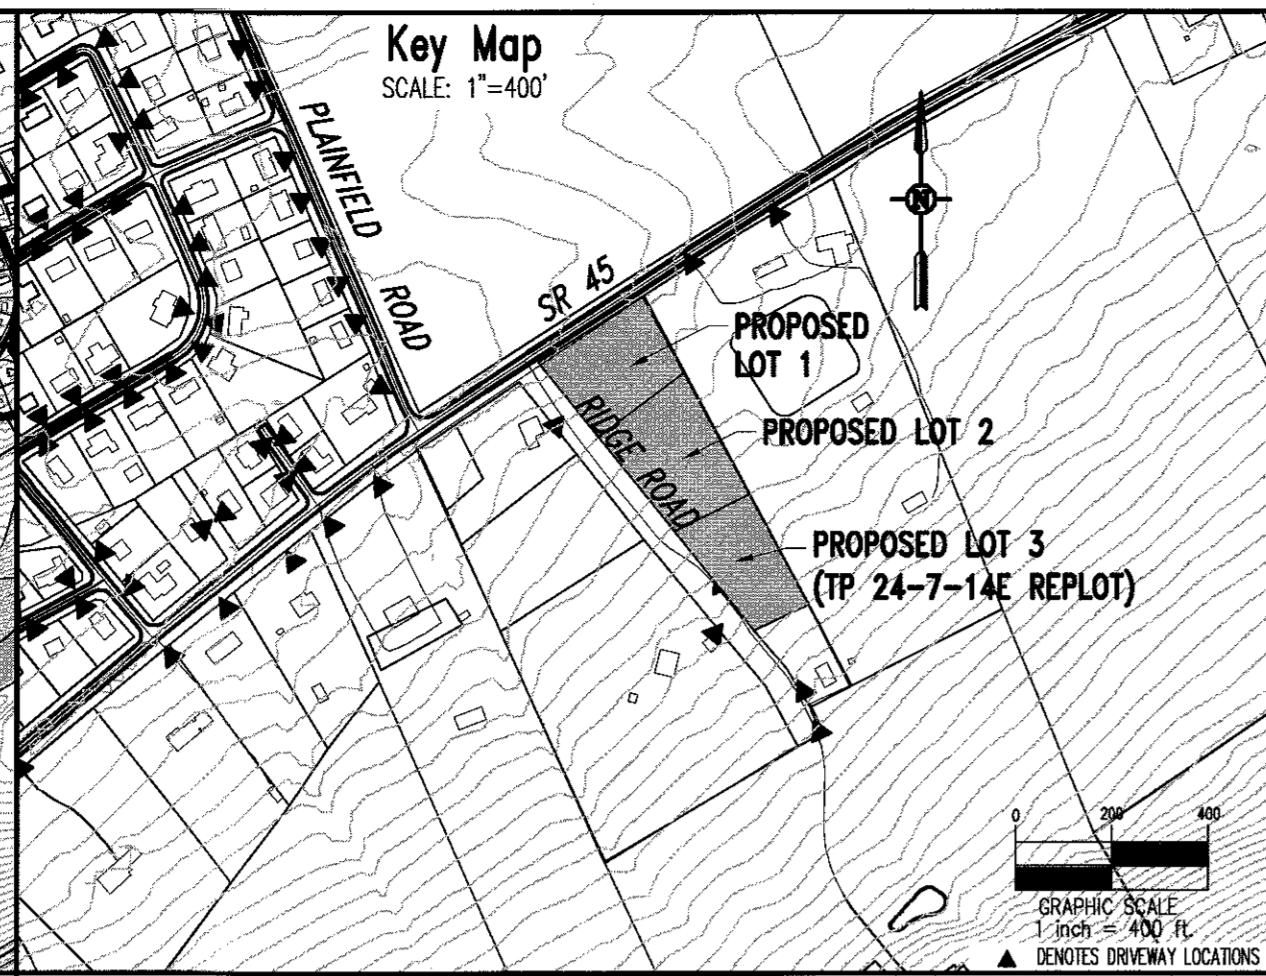 Key Map
SCALE: 1"=400'
PLAINFIELD
ROAD
SR 45
N
PROPOSED
LOT 1
RIDGE ROAD
PROPOSED LOT 2
PROPOSED LOT 3
(TP 24-7-14E REPLOT)
0 200 400
GRAPHIC SCALE
1 inch = 400 ft.
DENOTES DRIVEWAY LOCATIONS